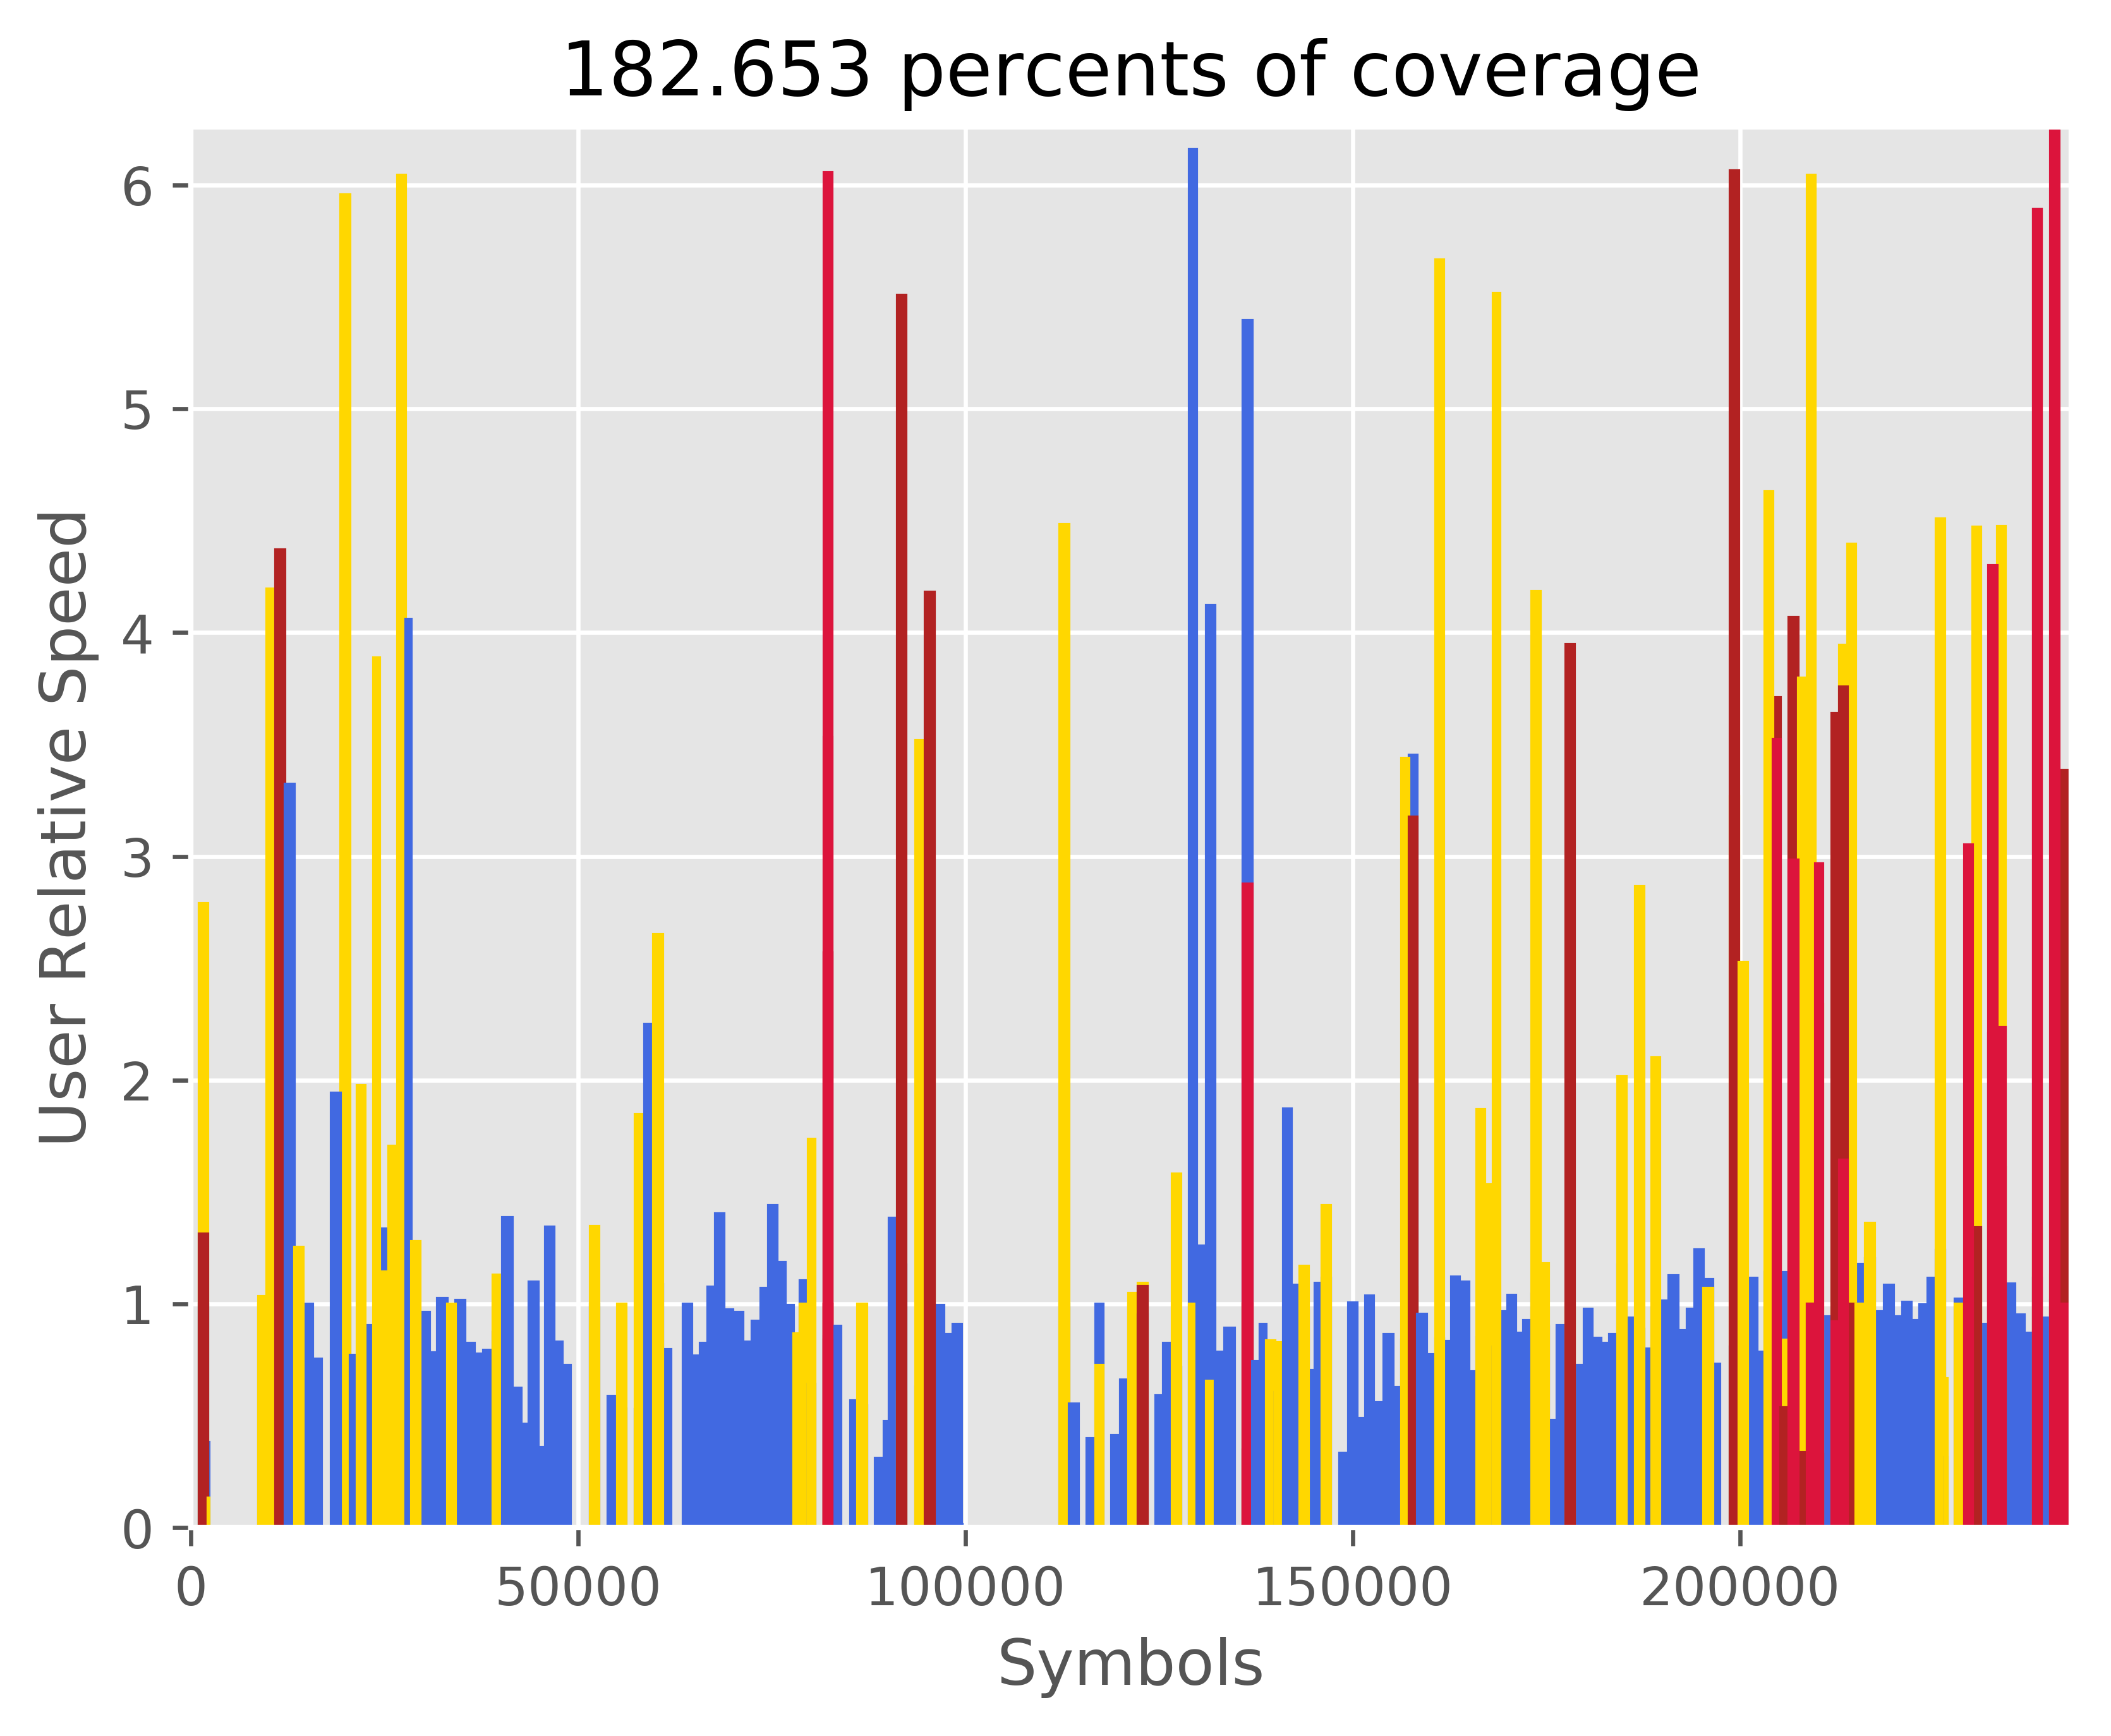 182.653 percents of coverage
6
5
4
3
2
1
0
User Relative Speed
0 50000 100000 150000 200000
Symbols